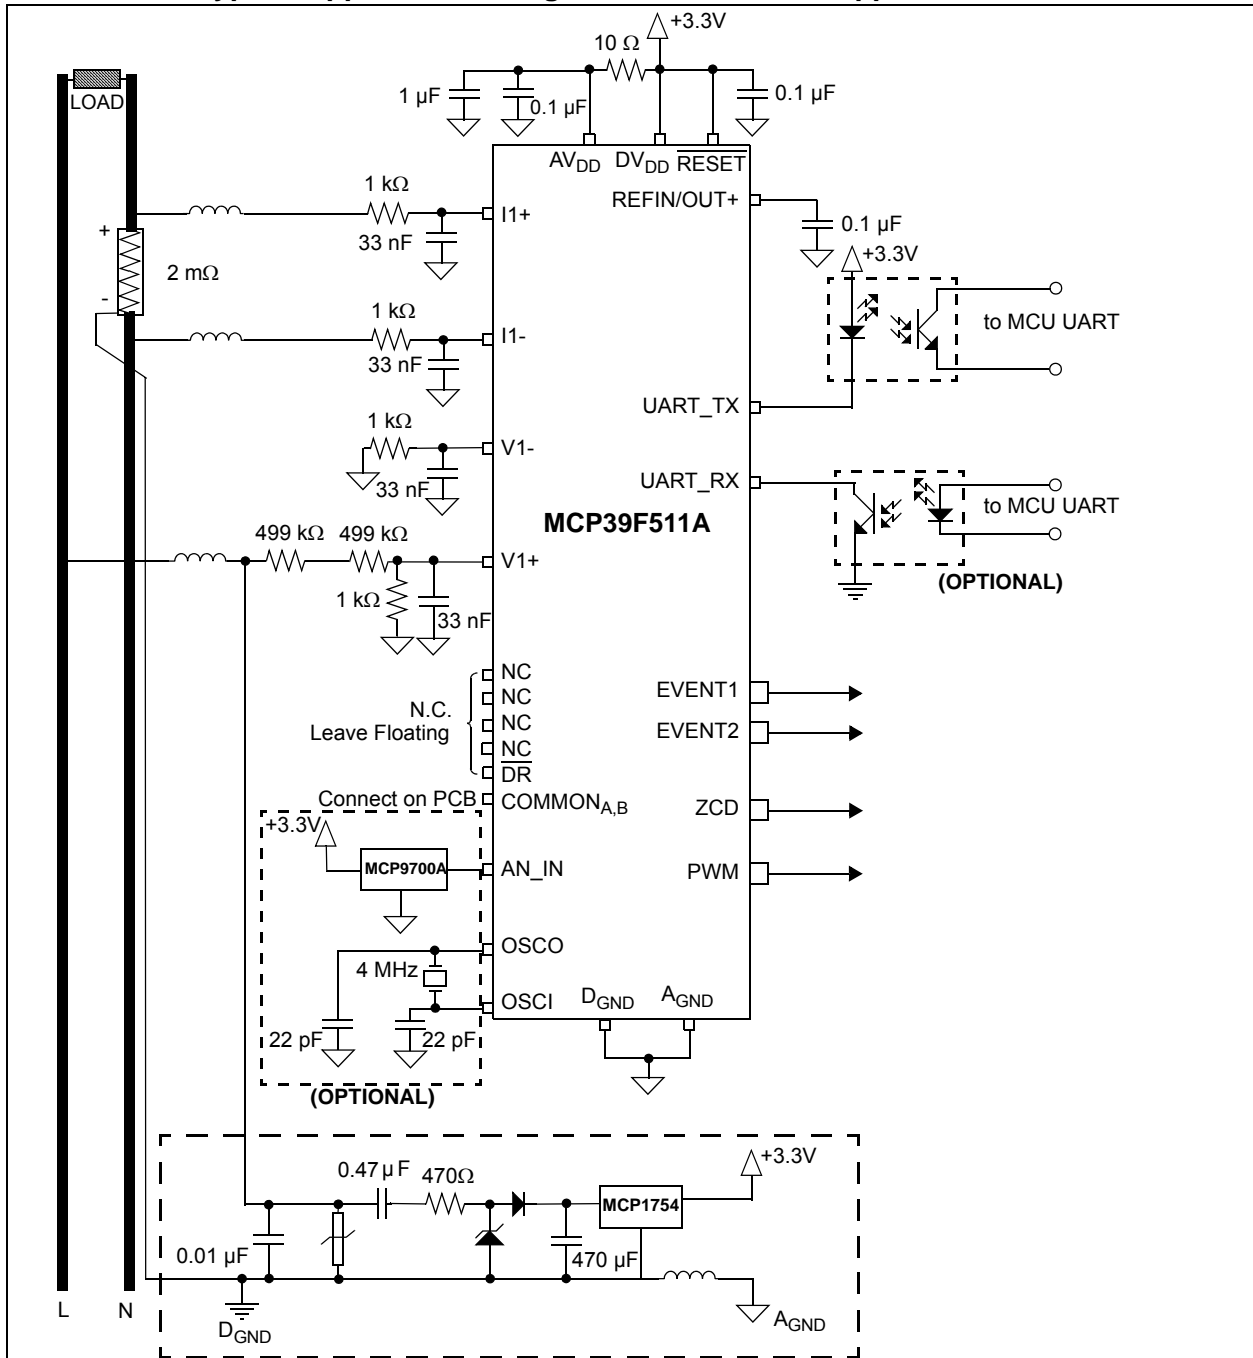 +3.3V
10 Ω
LOAD
1 µF
0.1 µF
0.1 µF
AVDD DVDD RESET
1 kΩ
REFIN/OUT+
I1+
0.1 µF
33 nF
+
+3.3V
2 mΩ
-
1 kΩ
to MCU UART
I1-
33 nF
UART_TX
1 kΩ
V1-
UART_RX
33 nF
to MCU UART
MCP39F511A
499 kΩ 499 kΩ
V1+
(OPTIONAL)
1 kΩ
33 nF
NC
EVENT1
NC
N.C.
Leave Floating
NC
EVENT2
NC
DR
Connect on PCB
COMMONA,B
ZCD
+3.3V
MCP9700A
AN_IN
PWM
OSCO
4 MHz
OSCI
DGND AGND
22 pF
22 pF
(OPTIONAL)
+3.3V
0.47µ F 470Ω
MCP1754
0.01 µF
470 µF
L N
DGND
AGND